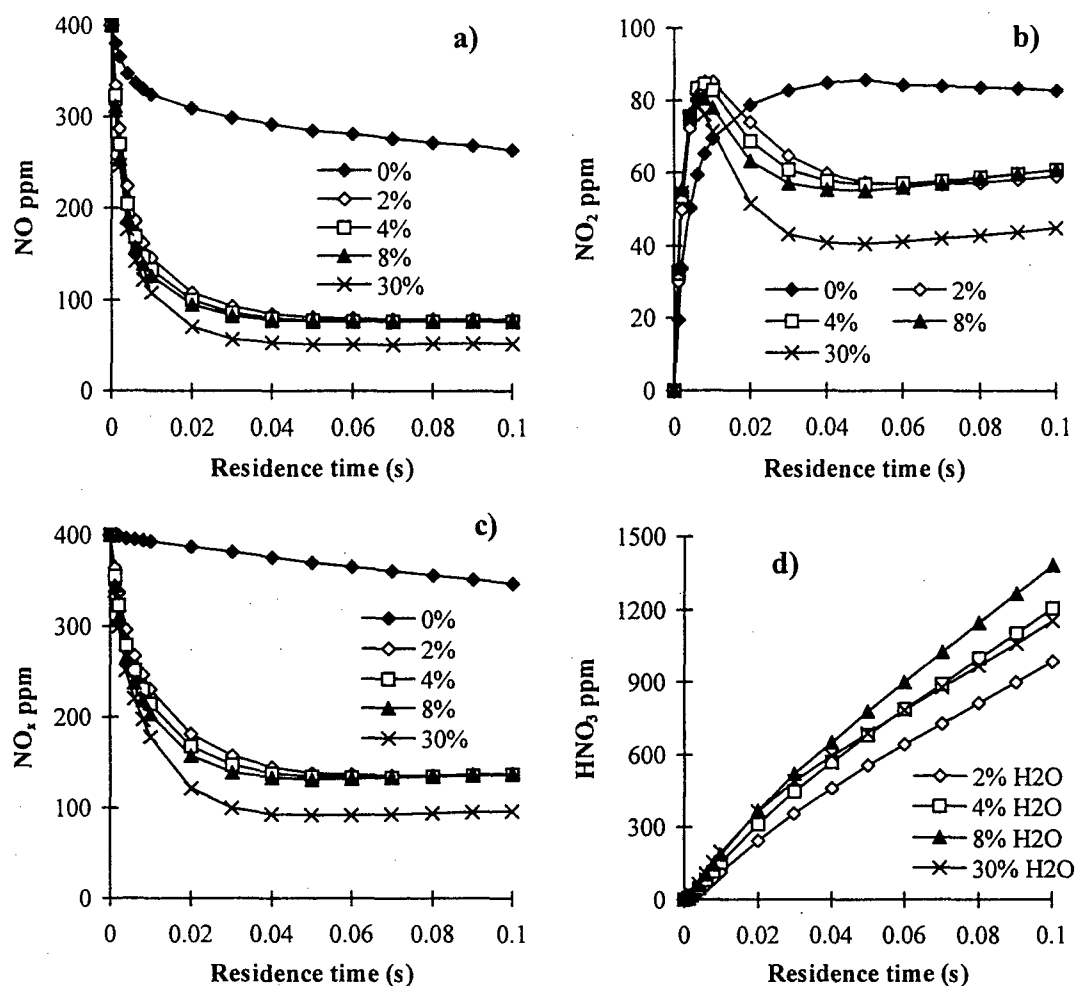 a)
NO ppm
400
300
200
100
0
0%
2%
4%
8%
30%
0 0.02 0.04 0.06 0.08 0.1
Residence time (s)
b)
NO₂ ppm
100
80
60
40
20
0
0% 2%
4% 8%
30%
0 0.02 0.04 0.06 0.08 0.1
Residence time (s)
c)
NOₓ ppm
400
300
200
100
0
0%
2%
4%
8%
30%
0 0.02 0.04 0.06 0.08 0.1
Residence time (s)
d)
HNO₃ ppm
1500
1200
900
600
300
0
2% H2O
4% H2O
8% H2O
30% H2O
0 0.02 0.04 0.06 0.08 0.1
Residence time (s)